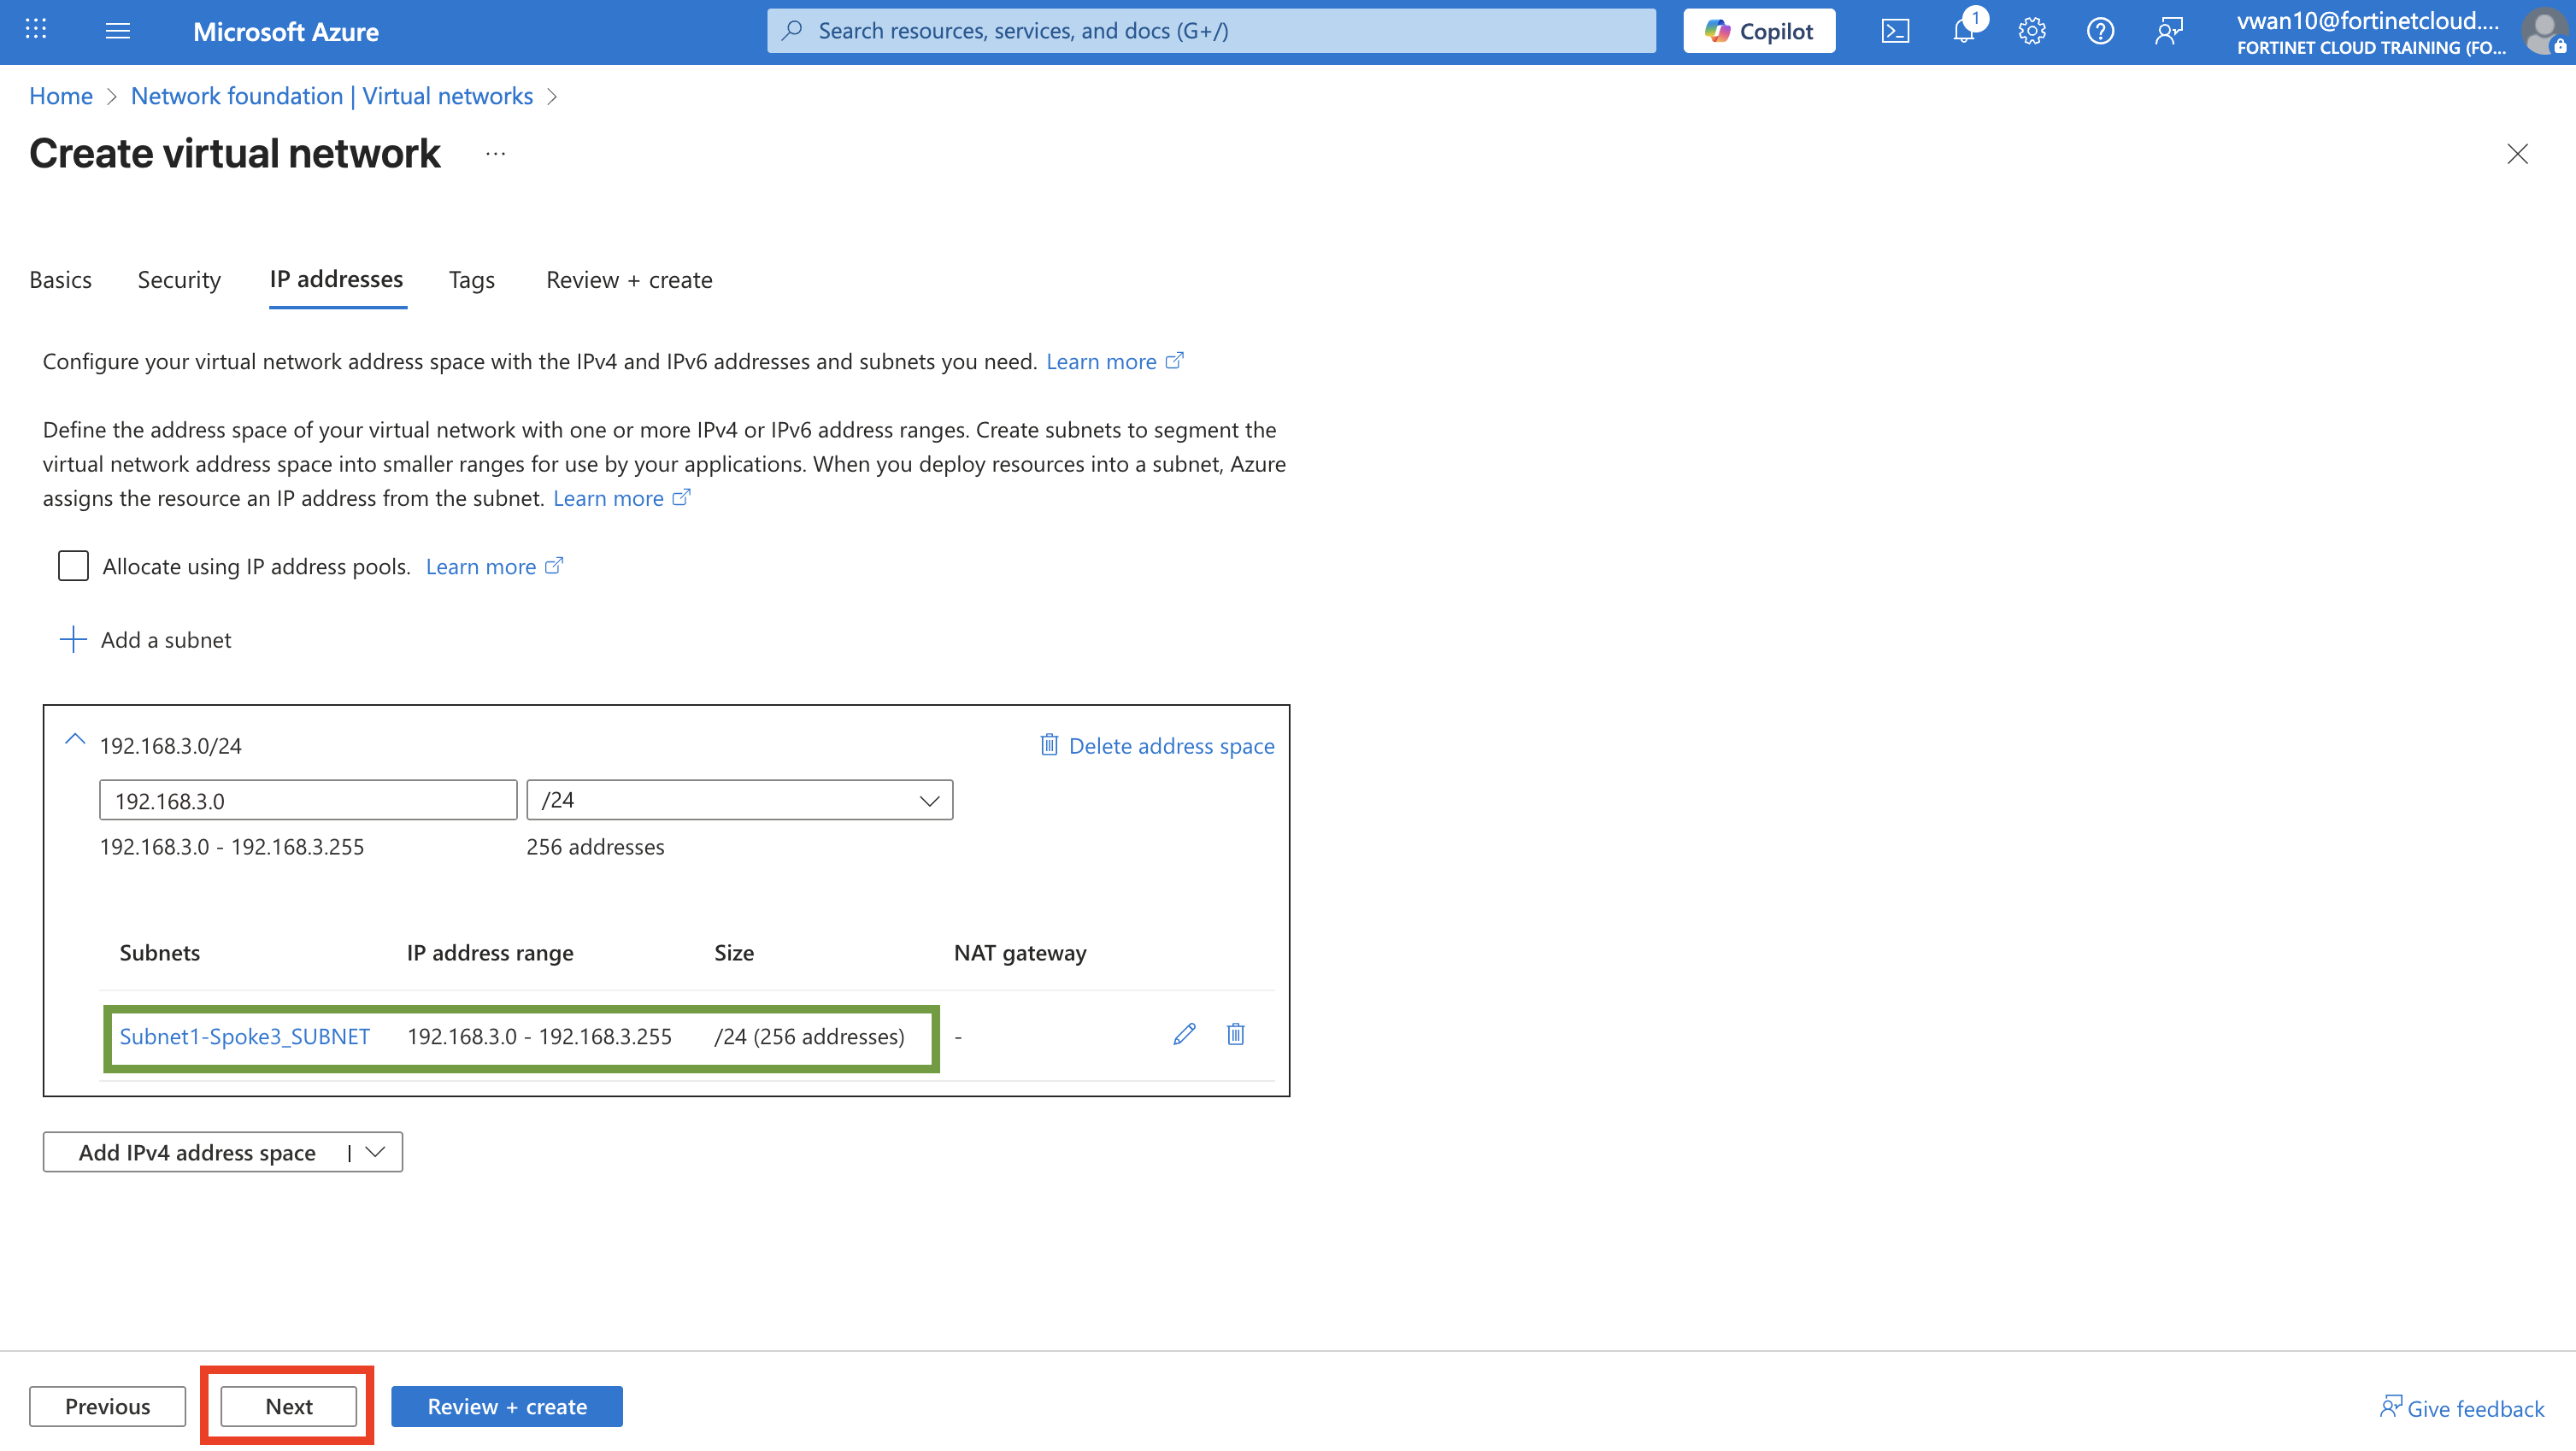 Microsoft Azure
Search resources, services, and docs (G+/)
Copilot
1
vwan10@fortinetcloud....
FORTINET CLOUD TRAINING (FO...
Home > Network foundation | Virtual networks >
Create virtual network ...
Basics Security IP addresses Tags Review + create
Configure your virtual network address space with the IPv4 and IPv6 addresses and subnets you need. Learn more
Define the address space of your virtual network with one or more IPv4 or IPv6 address ranges. Create subnets to segment the
virtual network address space into smaller ranges for use by your applications. When you deploy resources into a subnet, Azure
assigns the resource an IP address from the subnet. Learn more
Allocate using IP address pools. Learn more
Add a subnet
192.168.3.0/24 Delete address space
192.168.3.0 /24
192.168.3.0 - 192.168.3.255 256 addresses
Subnets IP address range Size NAT gateway
Subnet1-Spoke3_SUBNET 192.168.3.0 - 192.168.3.255 /24 (256 addresses) -
Add IPv4 address space |
Previous Next Review + create Give feedback